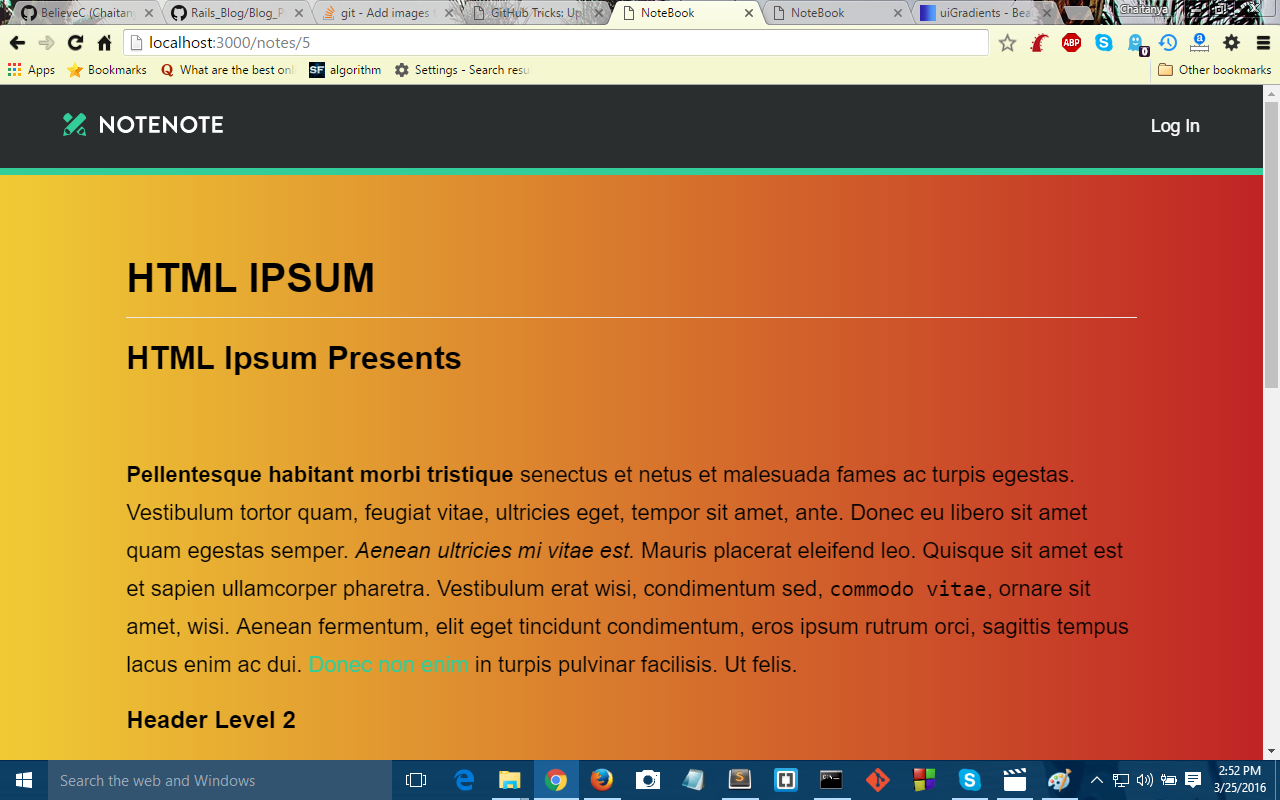 BelieveC (Chaitan
Rails_Blog/Blog_P
git - Add images
GitHub Tricks: Upl
NoteBook
NoteBook
uiGradients - Bea
Chaitanya
localhost:3000/notes/5
ABP
0
Apps
Bookmarks
Q What are the best onl
SF algorithm
Settings - Search resu
Other bookmarks
NOTENOTE
Log In
HTML IPSUM
HTML Ipsum Presents
Pellentesque habitant morbi tristique senectus et netus et malesuada fames ac turpis egestas.
Vestibulum tortor quam, feugiat vitae, ultricies eget, tempor sit amet, ante. Donec eu libero sit amet
quam egestas semper. Aenean ultricies mi vitae est. Mauris placerat eleifend leo. Quisque sit amet est
et sapien ullamcorper pharetra. Vestibulum erat wisi, condimentum sed, commodo vitae, ornare sit
amet, wisi. Aenean fermentum, elit eget tincidunt condimentum, eros ipsum rutrum orci, sagittis tempus
lacus enim ac dui. Donec non enim in turpis pulvinar facilisis. Ut felis.
Header Level 2
Search the web and Windows
2:52 PM
3/25/2016